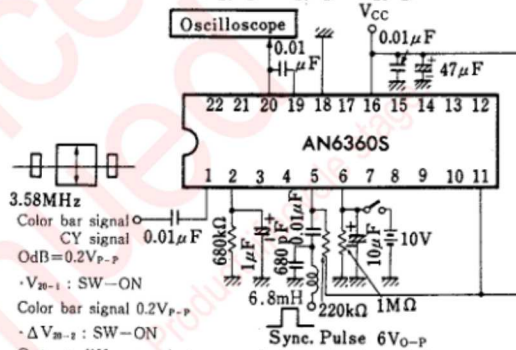 Oscilloscope
VCC
0.01
μF
0.01μF
47μF
22 21 20 19 18 17 16 15 14 13 12
AN6360S
1 2 3 4 5 6 7 8 9 10 11
3.58MHz
Color bar signal
CY signal
0.01μF
OdB=0.2VP-P
·V20-1 : SW-ON
Color bar signal 0.2VP-P
·ΔV20-2 : SW-ON
680kΩ
1μF
680pF
0.01μF
10μF
10V
6.8mH
220kΩ
1MΩ
Sync. Pulse 6VO-P